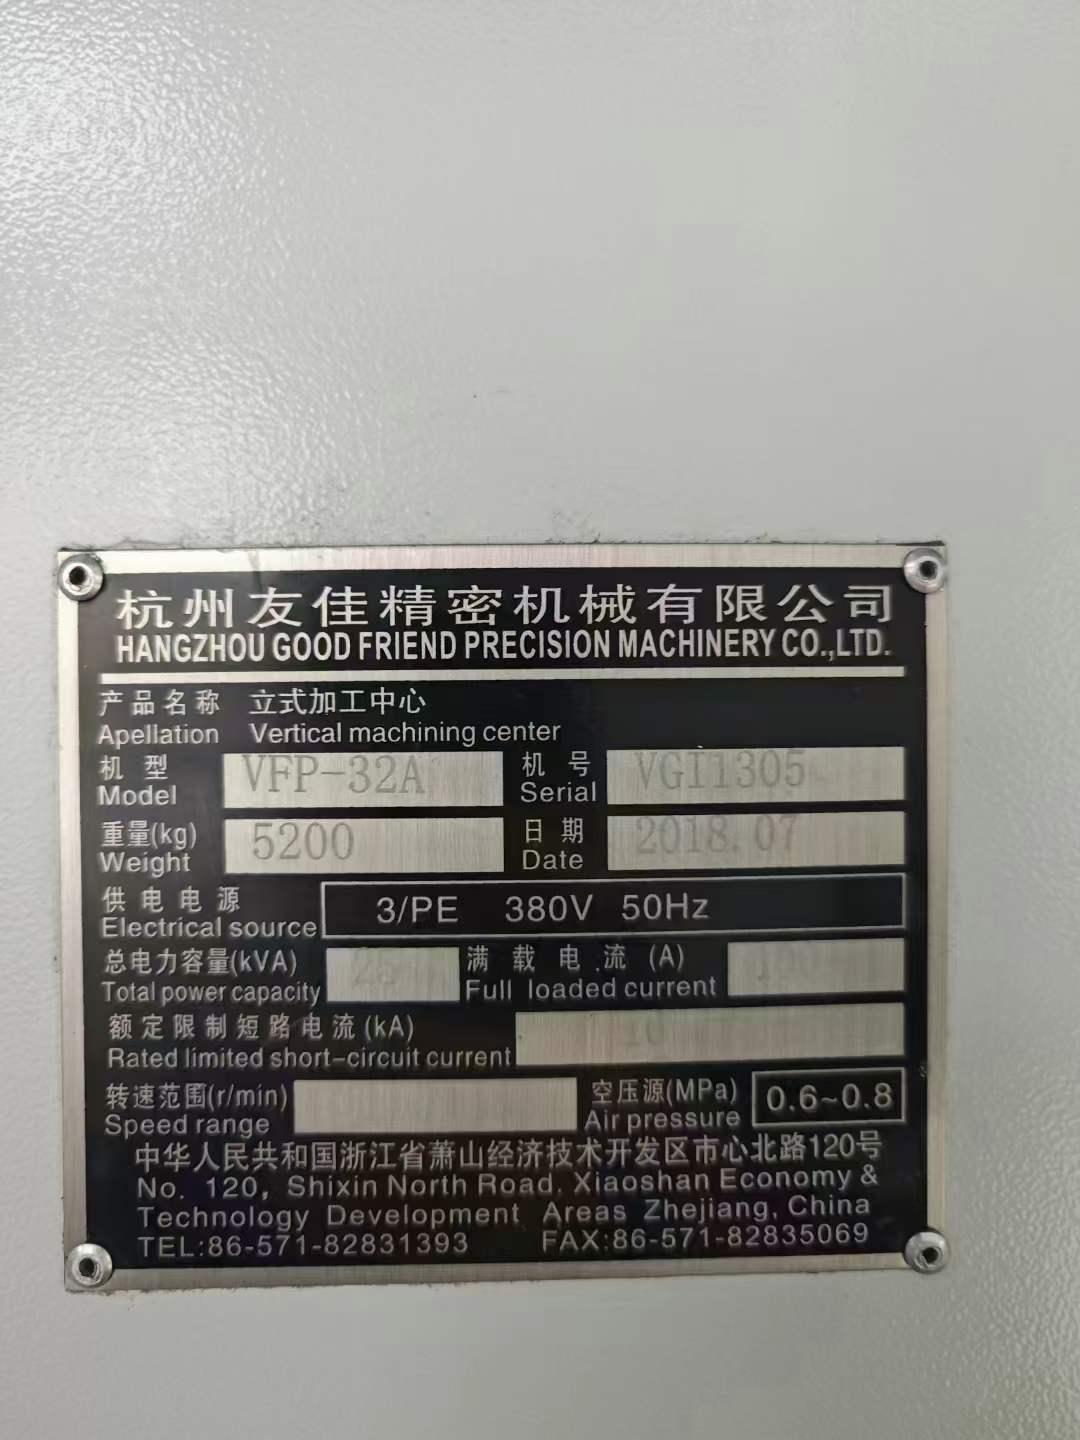 杭州友佳精密机械有限公司
HANGZHOU GOOD FRIEND PRECISION MACHINERY CO.,LTD.
产品名称 立式加工中心
Apellation Vertical machining center
机型 VFP-32A 机号 VGI1305
Model Serial
重量(kg) 5200 日期 2018.07
Weight Date
供电电源 3/PE 380V 50Hz
Electrical source
总电力容量(kVA) 满载电流(A)
Total power capacity Full loaded current
额定限制短路电流(kA) 10
Rated limited short-circuit current
转速范围(r/min) 空压源(MPa) 0.6~0.8
Speed range Air pressure
中华人民共和国浙江省萧山经济技术开发区市心北路120号
No. 120, Shixin North Road, Xiaoshan Economy &
Technology Development Areas Zhejiang, China
TEL:86-571-82831393 FAX:86-571-82835069